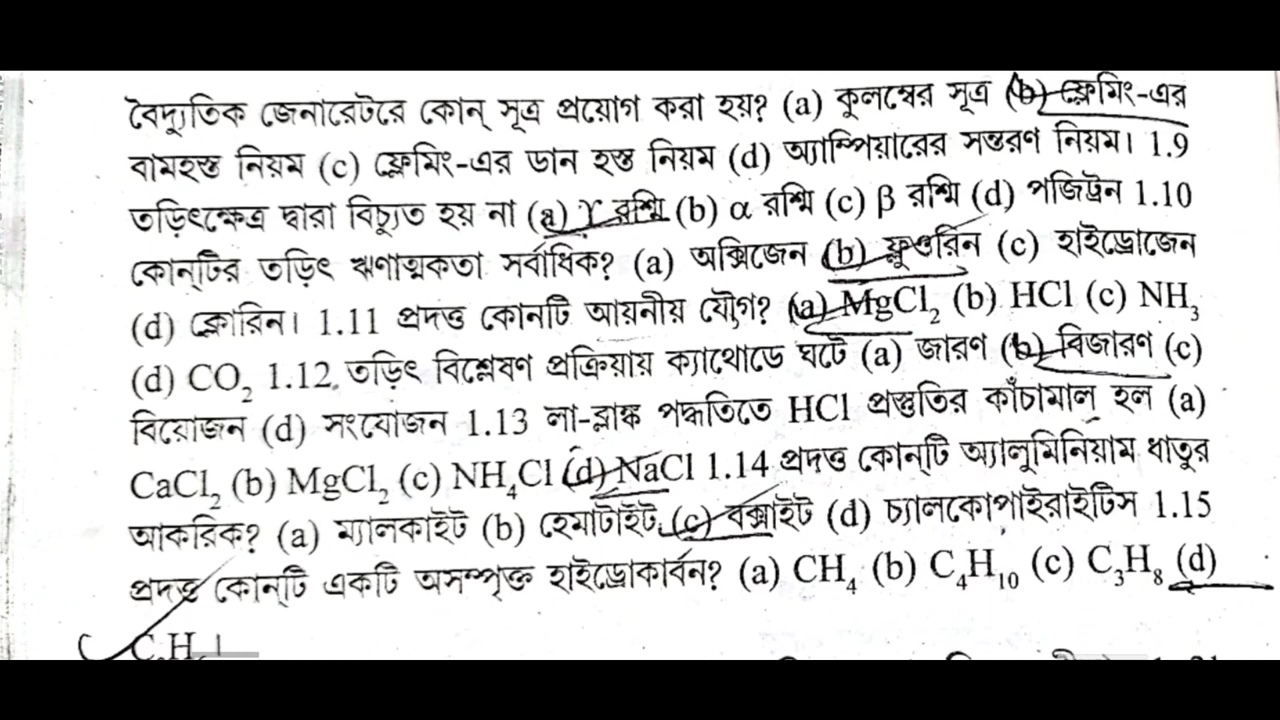 বৈদ্যুতিক জেনারেটরে কোন্ সূত্র প্রয়োগ করা হয়? (a) কুলম্বের সূত্র (b) ফ্লেমিং-এর
বামহস্ত নিয়ম (c) ফ্লেমিং-এর ডান হস্ত নিয়ম (d) অ্যাম্পিয়ারের সন্তরণ নিয়ম। 1.9
তড়িৎক্ষেত্র দ্বারা বিচ্যুত হয় না (a) ϒ রশ্মি (b) α রশ্মি (c) β রশ্মি (d) পজিট্রন 1.10
কোন্‌টির তড়িৎ ঋণাত্মকতা সর্বাধিক? (a) অক্সিজেন (b) ফ্লুওরিন (c) হাইড্রোজেন
(d) ক্লোরিন। 1.11 প্রদত্ত কোনটি আয়নীয় যৌগ? (a) MgCl₂ (b) HCl (c) NH₃
(d) CO₂ 1.12. তড়িৎ বিশ্লেষণ প্রক্রিয়ায় ক্যাথোডে ঘটে (a) জারণ (b) বিজারণ (c)
বিয়োজন (d) সংযোজন 1.13 লা-ব্লাঙ্ক পদ্ধতিতে HCl প্রস্তুতির কাঁচামাল হল (a)
CaCl₂ (b) MgCl₂ (c) NH₄Cl (d) NaCl 1.14 প্রদত্ত কোন্‌টি অ্যালুমিনিয়াম ধাতুর
আকরিক? (a) ম্যালকাইট (b) হেমাটাইট (c) বক্সাইট (d) চ্যালকোপাইরাইটিস 1.15
প্রদত্ত কোন্‌টি একটি অসম্পৃক্ত হাইড্রোকার্বন? (a) CH₄ (b) C₄H₁₀ (c) C₃H₈ (d)